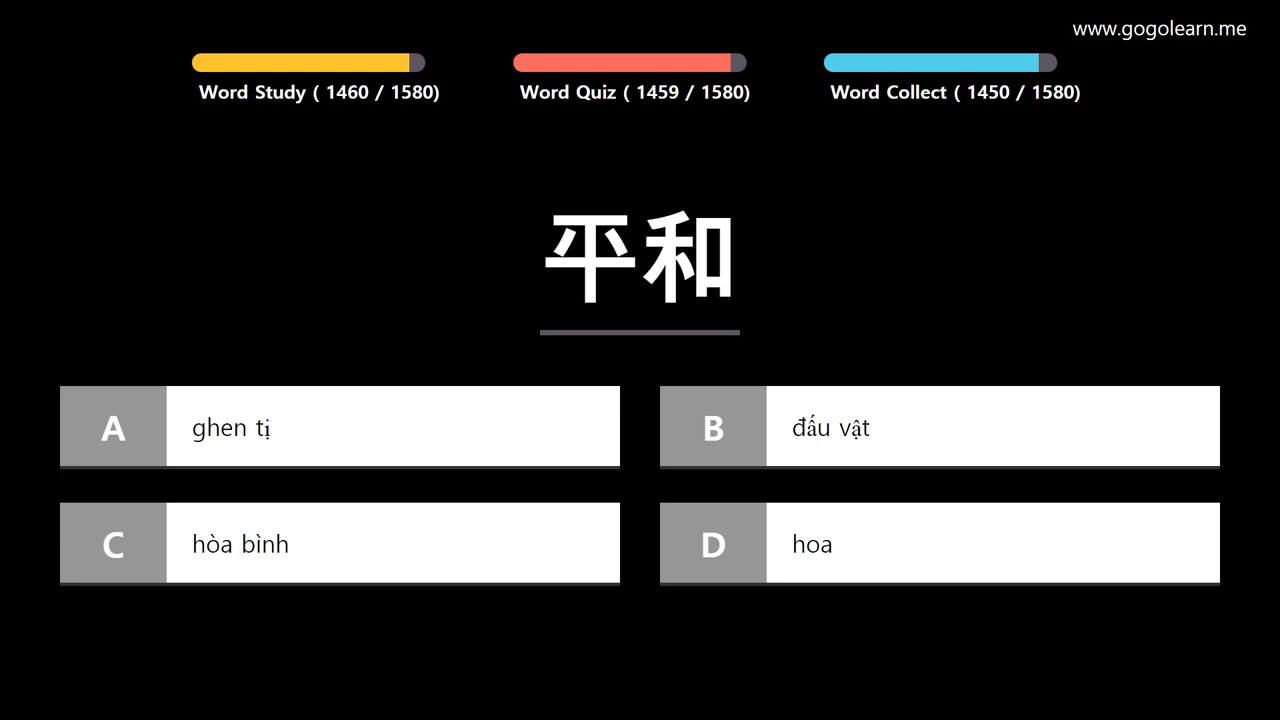 www.gogolearn.me
Word Study ( 1460 / 1580)
Word Quiz ( 1459 / 1580)
Word Collect ( 1450 / 1580)
平和
A
ghen tị
B
đấu vật
C
hòa bình
D
hoa